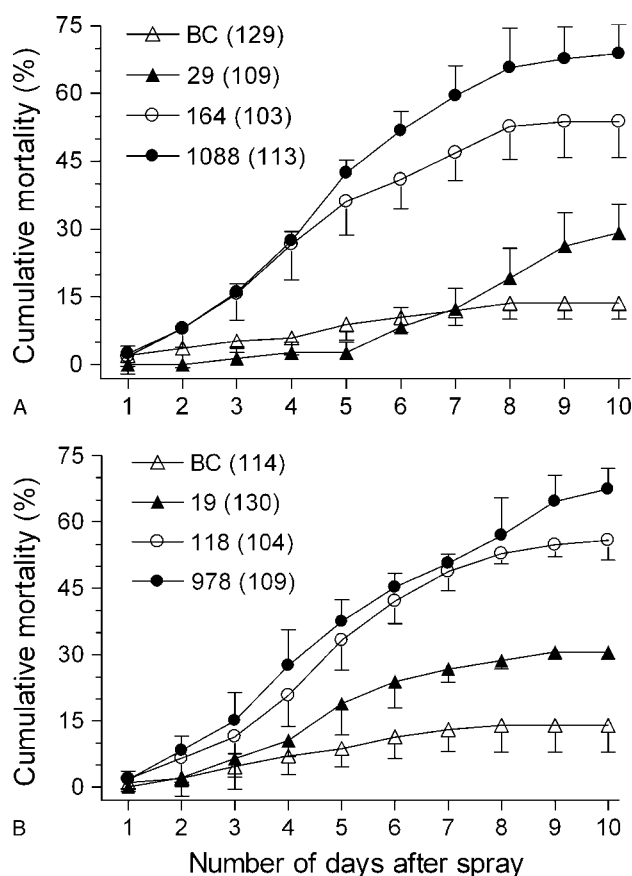 Cumulative mortality (%)
75
60
45
30
15
0
BC (129)
29 (109)
164 (103)
1088 (113)
A
1 2 3 4 5 6 7 8 9 10
Cumulative mortality (%)
75
60
45
30
15
0
BC (114)
19 (130)
118 (104)
978 (109)
B
1 2 3 4 5 6 7 8 9 10
Number of days after spray